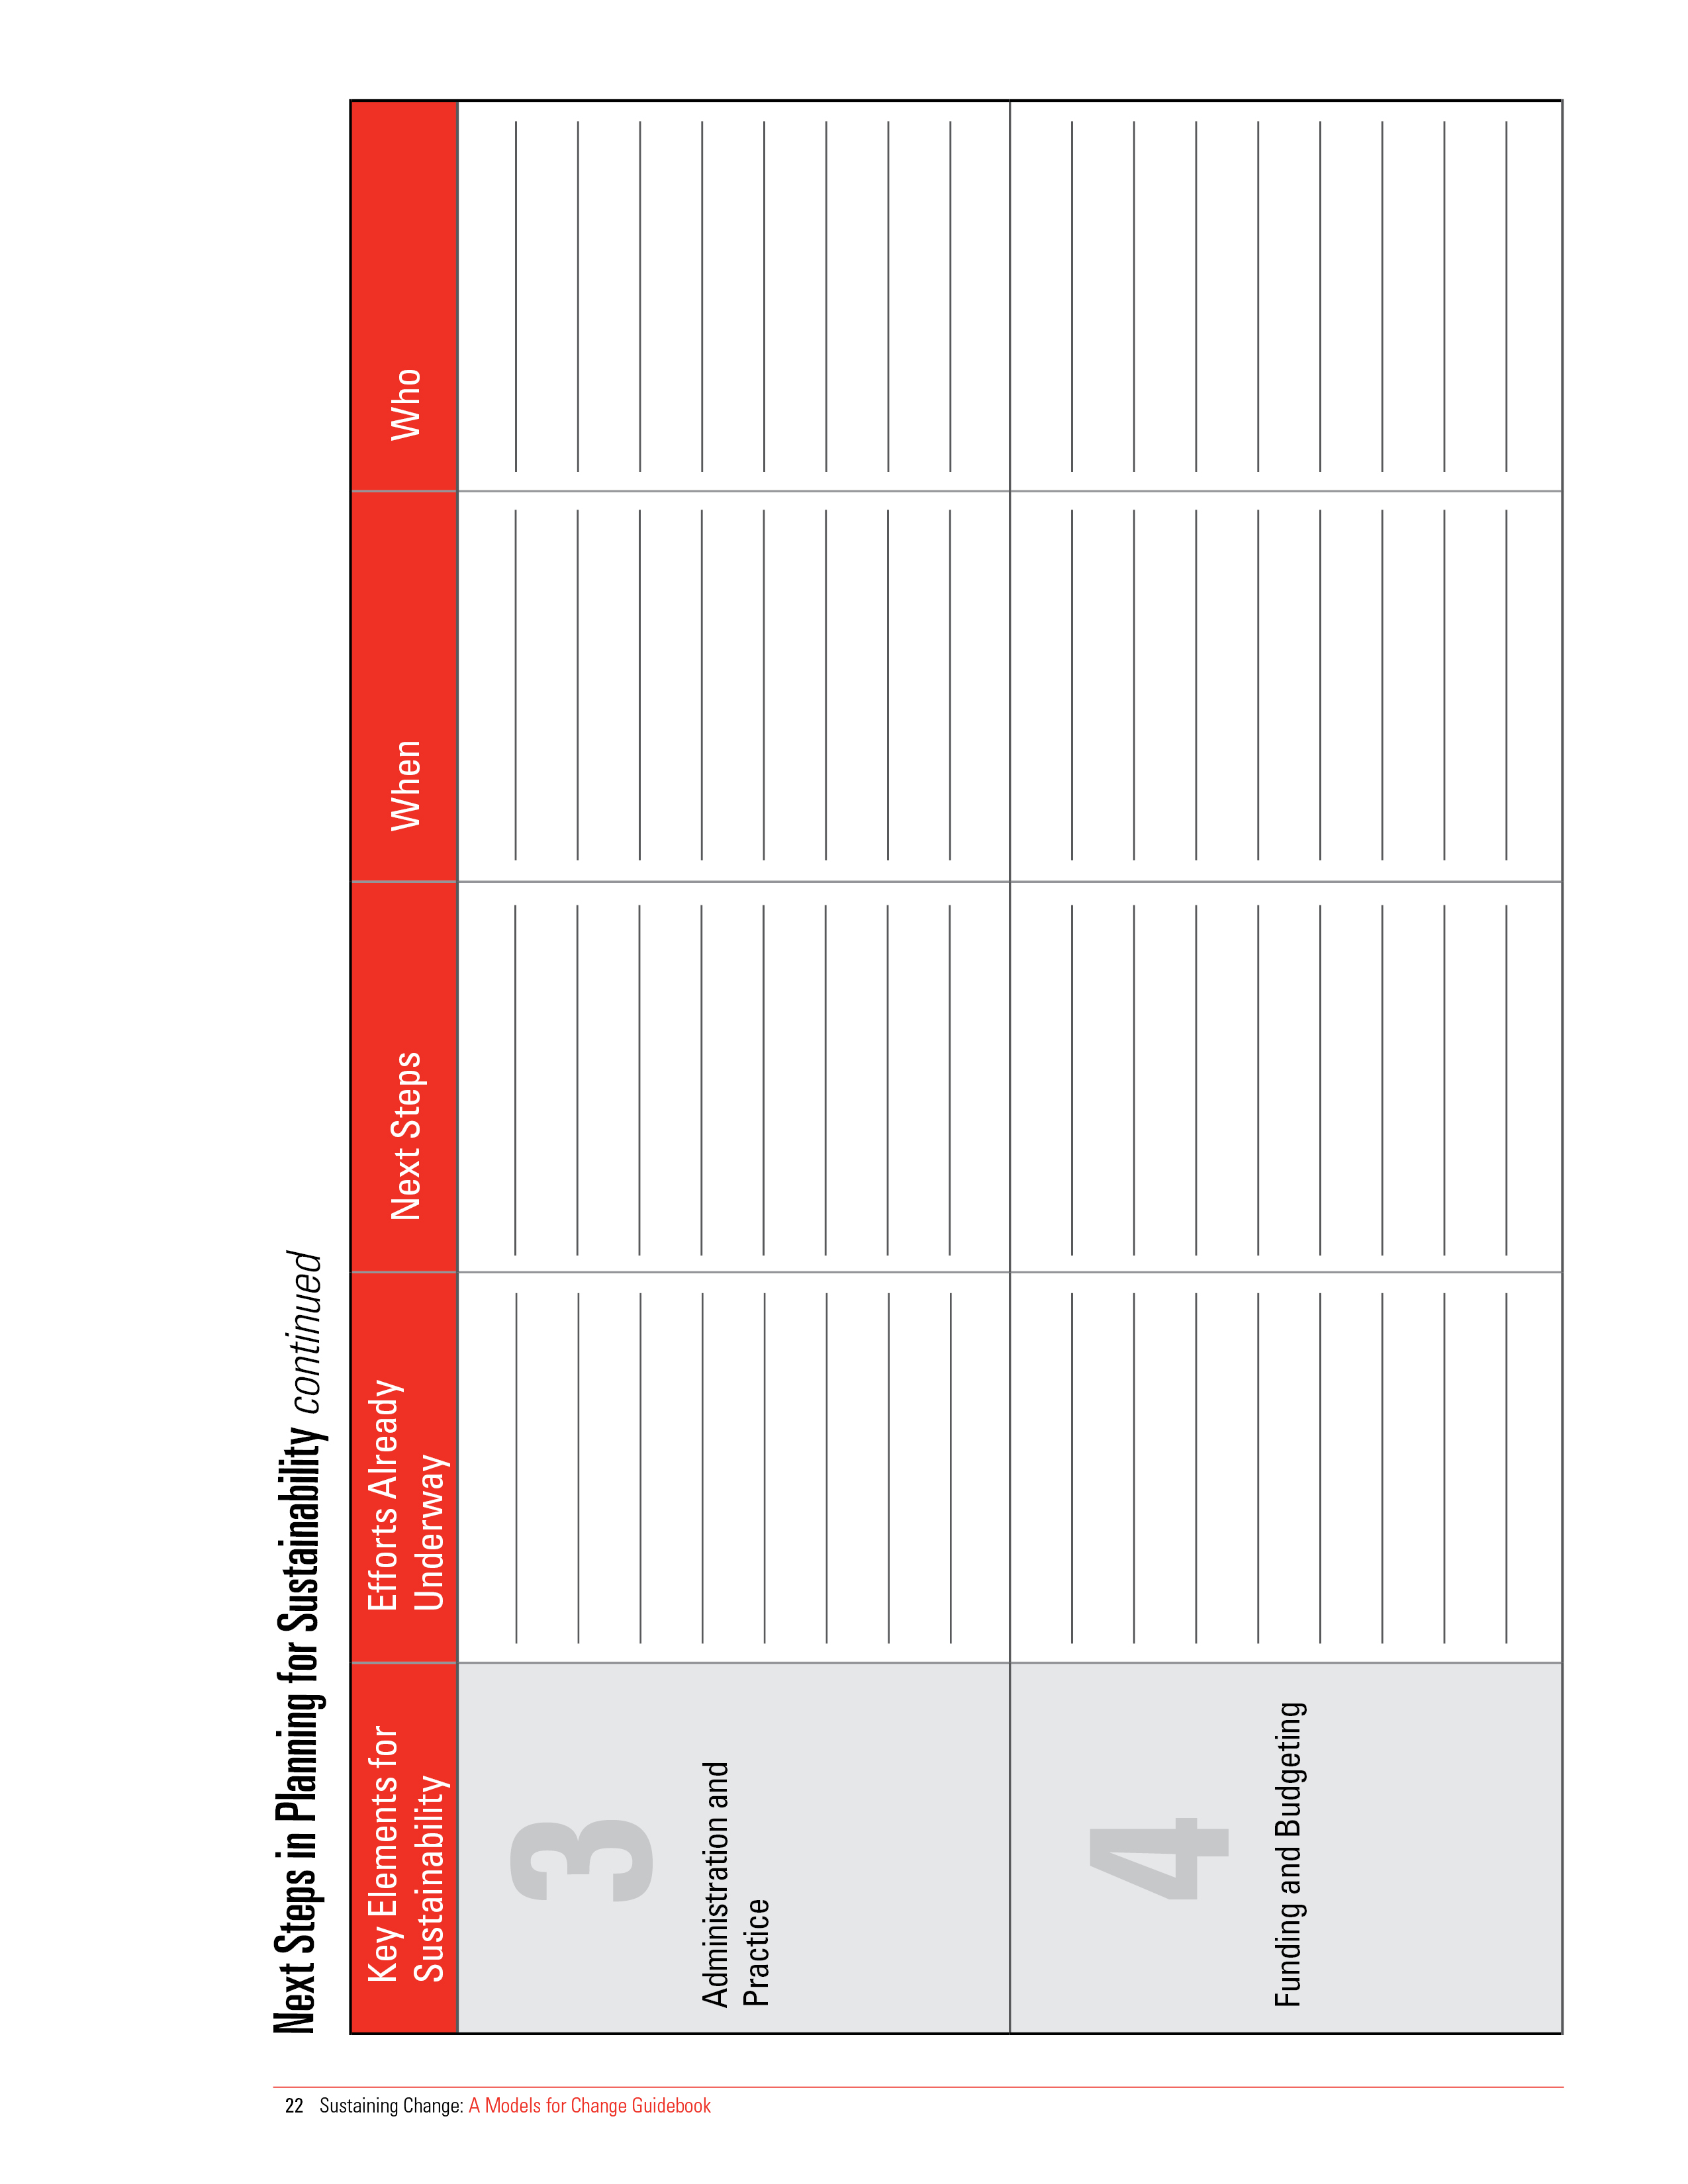 Next Steps in Planning for Sustainability continued
Key Elements for
Sustainability
Efforts Already
Underway
Next Steps
When
Who
3
Administration and
Practice
4
Funding and Budgeting
22 Sustaining Change: A Models for Change Guidebook